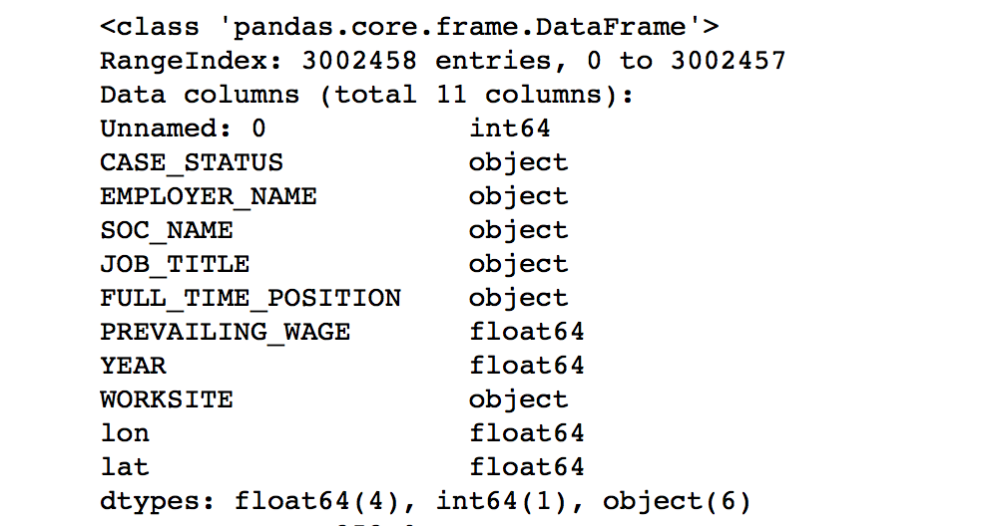 <class 'pandas.core.frame.DataFrame'>
RangeIndex: 3002458 entries, 0 to 3002457
Data columns (total 11 columns):
Unnamed: 0 int64
CASE_STATUS object
EMPLOYER_NAME object
SOC_NAME object
JOB_TITLE object
FULL_TIME_POSITION object
PREVAILING_WAGE float64
YEAR float64
WORKSITE object
lon float64
lat float64
dtypes: float64(4), int64(1), object(6)